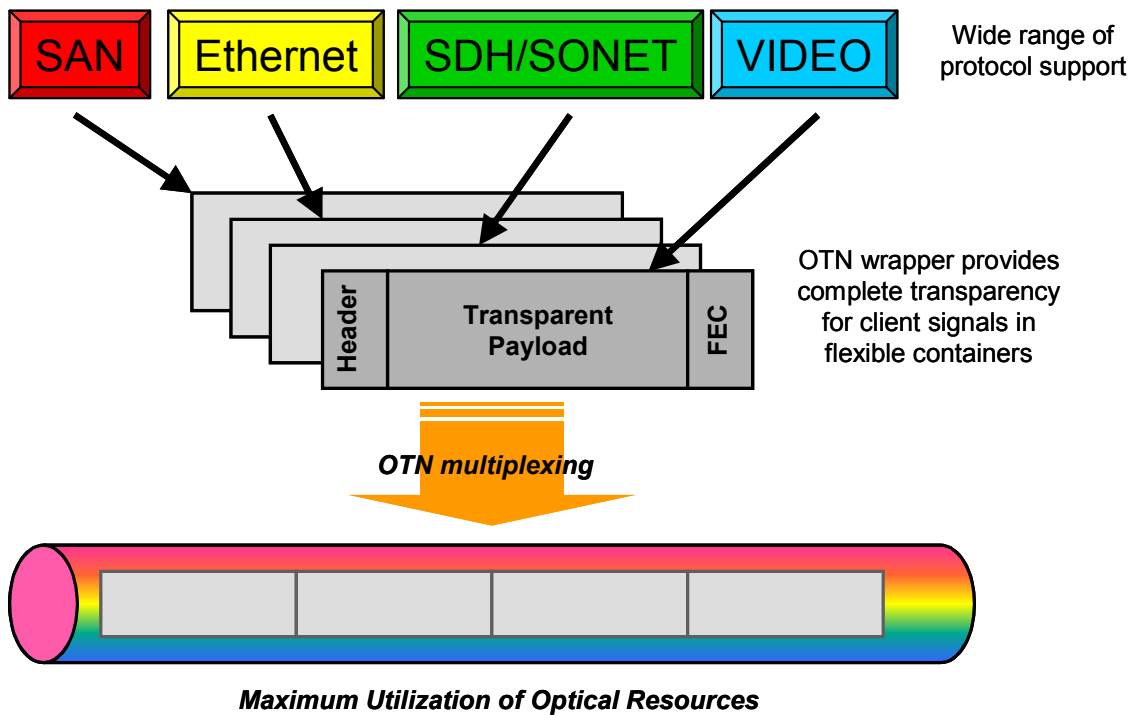 SAN
Ethernet
SDH/SONET
VIDEO
Wide range of
protocol support
OTN wrapper provides
complete transparency
for client signals in
flexible containers
Header
Transparent
Payload
FEC
OTN multiplexing
Maximum Utilization of Optical Resources